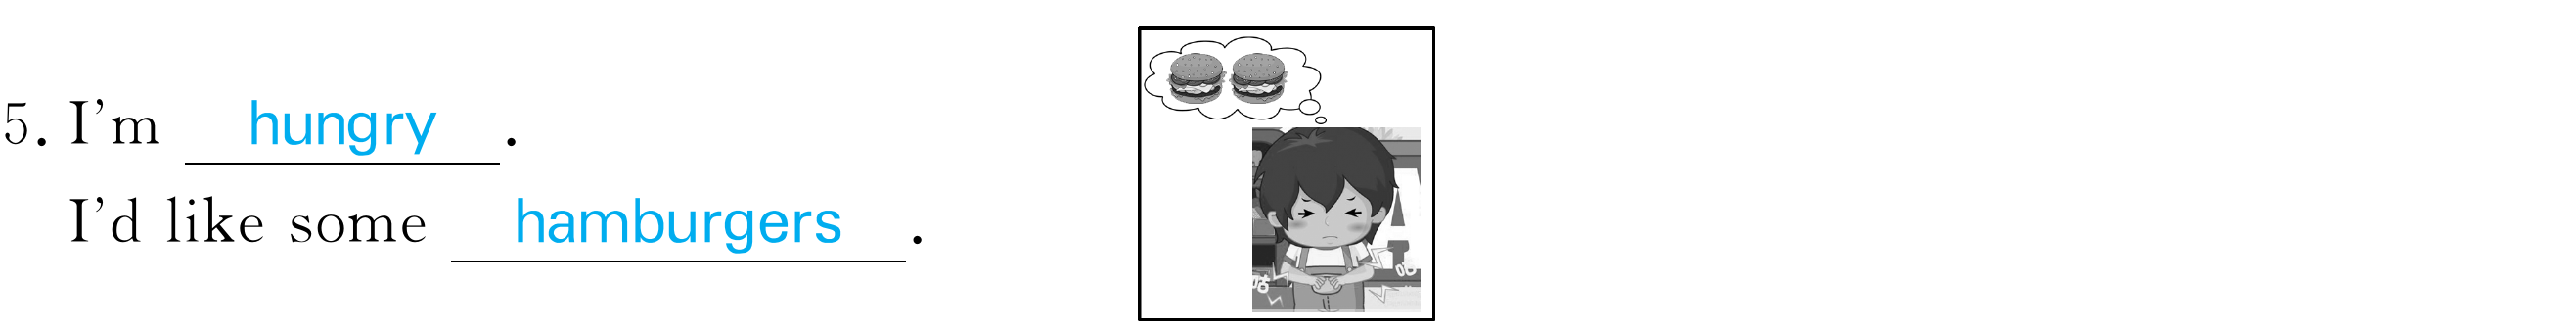 5. I'm hungry.
I'd like some hamburgers.